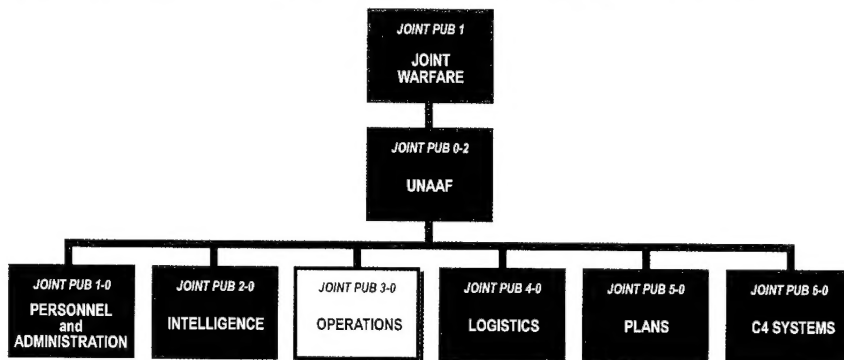 JOINT PUB 1
JOINT
WARFARE
JOINT PUB 0-2
UNAAF
JOINT PUB 1-0
PERSONNEL
and
ADMINISTRATION
JOINT PUB 2-0
INTELLIGENCE
JOINT PUB 3-0
OPERATIONS
JOINT PUB 4-0
LOGISTICS
JOINT PUB 5-0
PLANS
JOINT PUB 6-0
C4 SYSTEMS